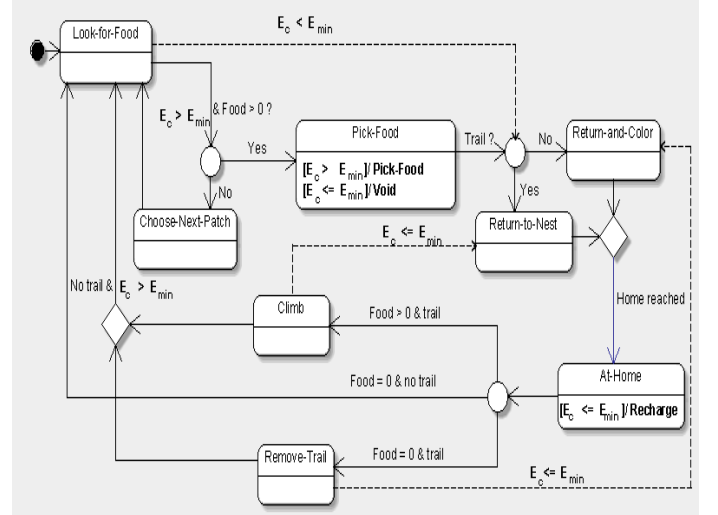 Look-for-Food
E_c < E_min
E_c > E_min & Food > 0 ?
Yes
Pick-Food
[E_c > E_min]/ Pick-Food
[E_c <= E_min]/ Void
Trail ?
No
Return-and-Color
No
Choose-Next-Patch
Yes
Return-to-Nest
E_c <= E_min
No trail & E_c > E_min
Climb
Food > 0 & trail
Home reached
At-Home
[E_c <= E_min]/ Recharge
Food = 0 & no trail
Remove-Trail
Food = 0 & trail
E_c <= E_min